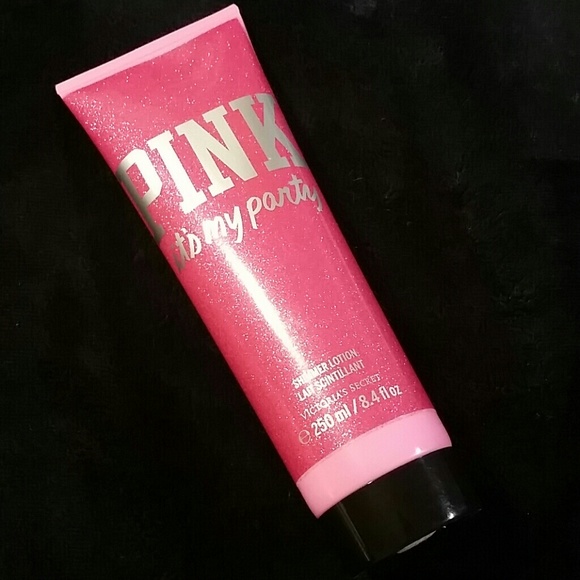 PINK
it's my party
SHIMMER LOTION
LAIT SCINTILLANT
VICTORIA'S SECRET
e 250 ml / 8.4 fl oz